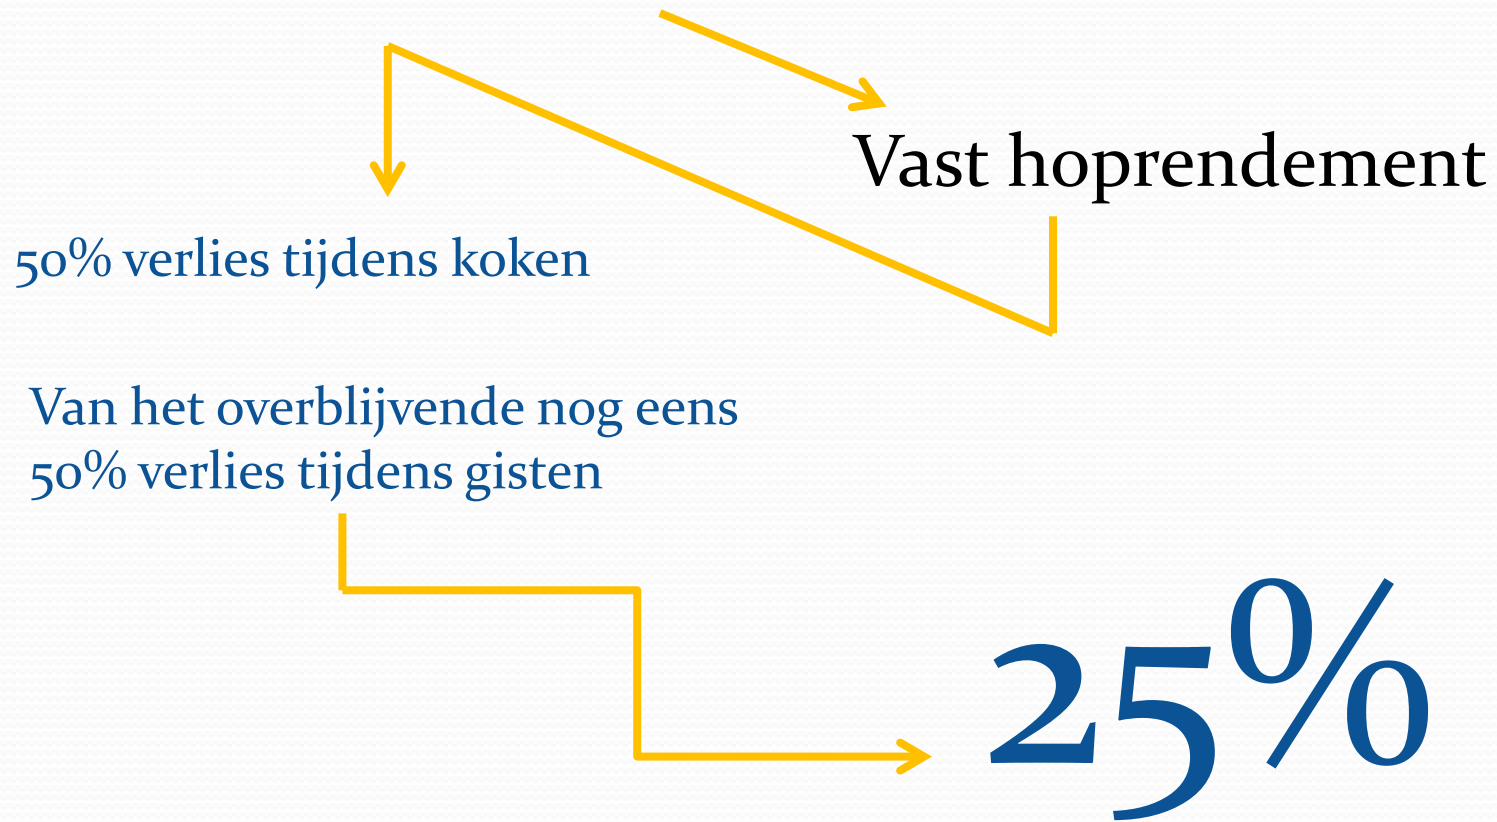 Vast hoprendement
50% verlies tijdens koken
Van het overblijvende nog eens
50% verlies tijdens gisten
25%